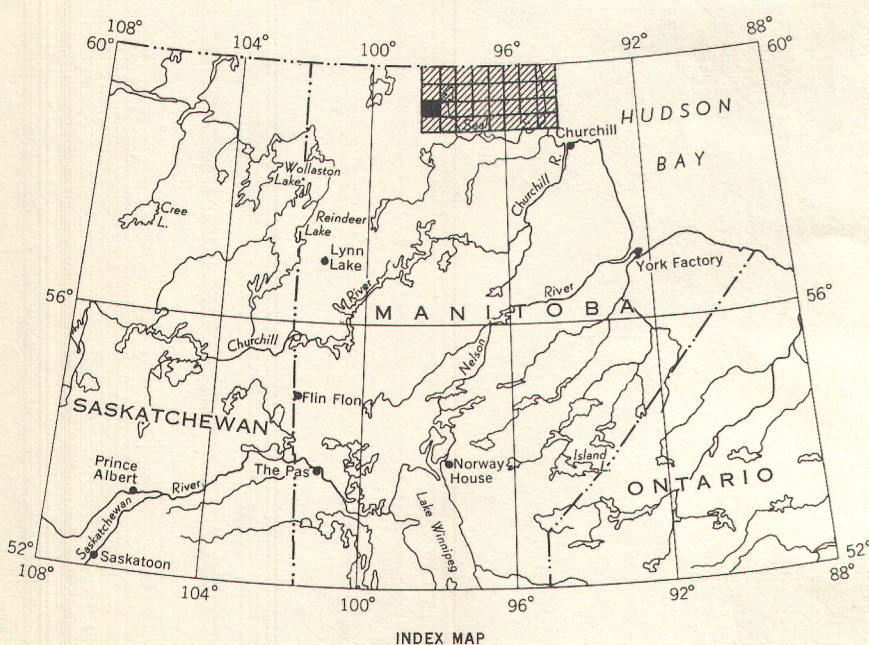 108°
104°
100°
96°
92°
88°
60°
60°
HUDSON
BAY
Seal
Churchill
Churchill R.
Wollaston
Lake
Cree
L.
Reindeer
Lake
Lynn
Lake
River
York Factory
River
56°
56°
MANITOBA
Churchill
Nelson
Flin Flon
SASKATCHEWAN
Prince
Albert
River
The Pas
Norway
House
Island
L.
ONTARIO
Saskatchewan
Lake Winnipeg
Saskatoon
52°
52°
108°
104°
100°
96°
92°
88°
INDEX MAP